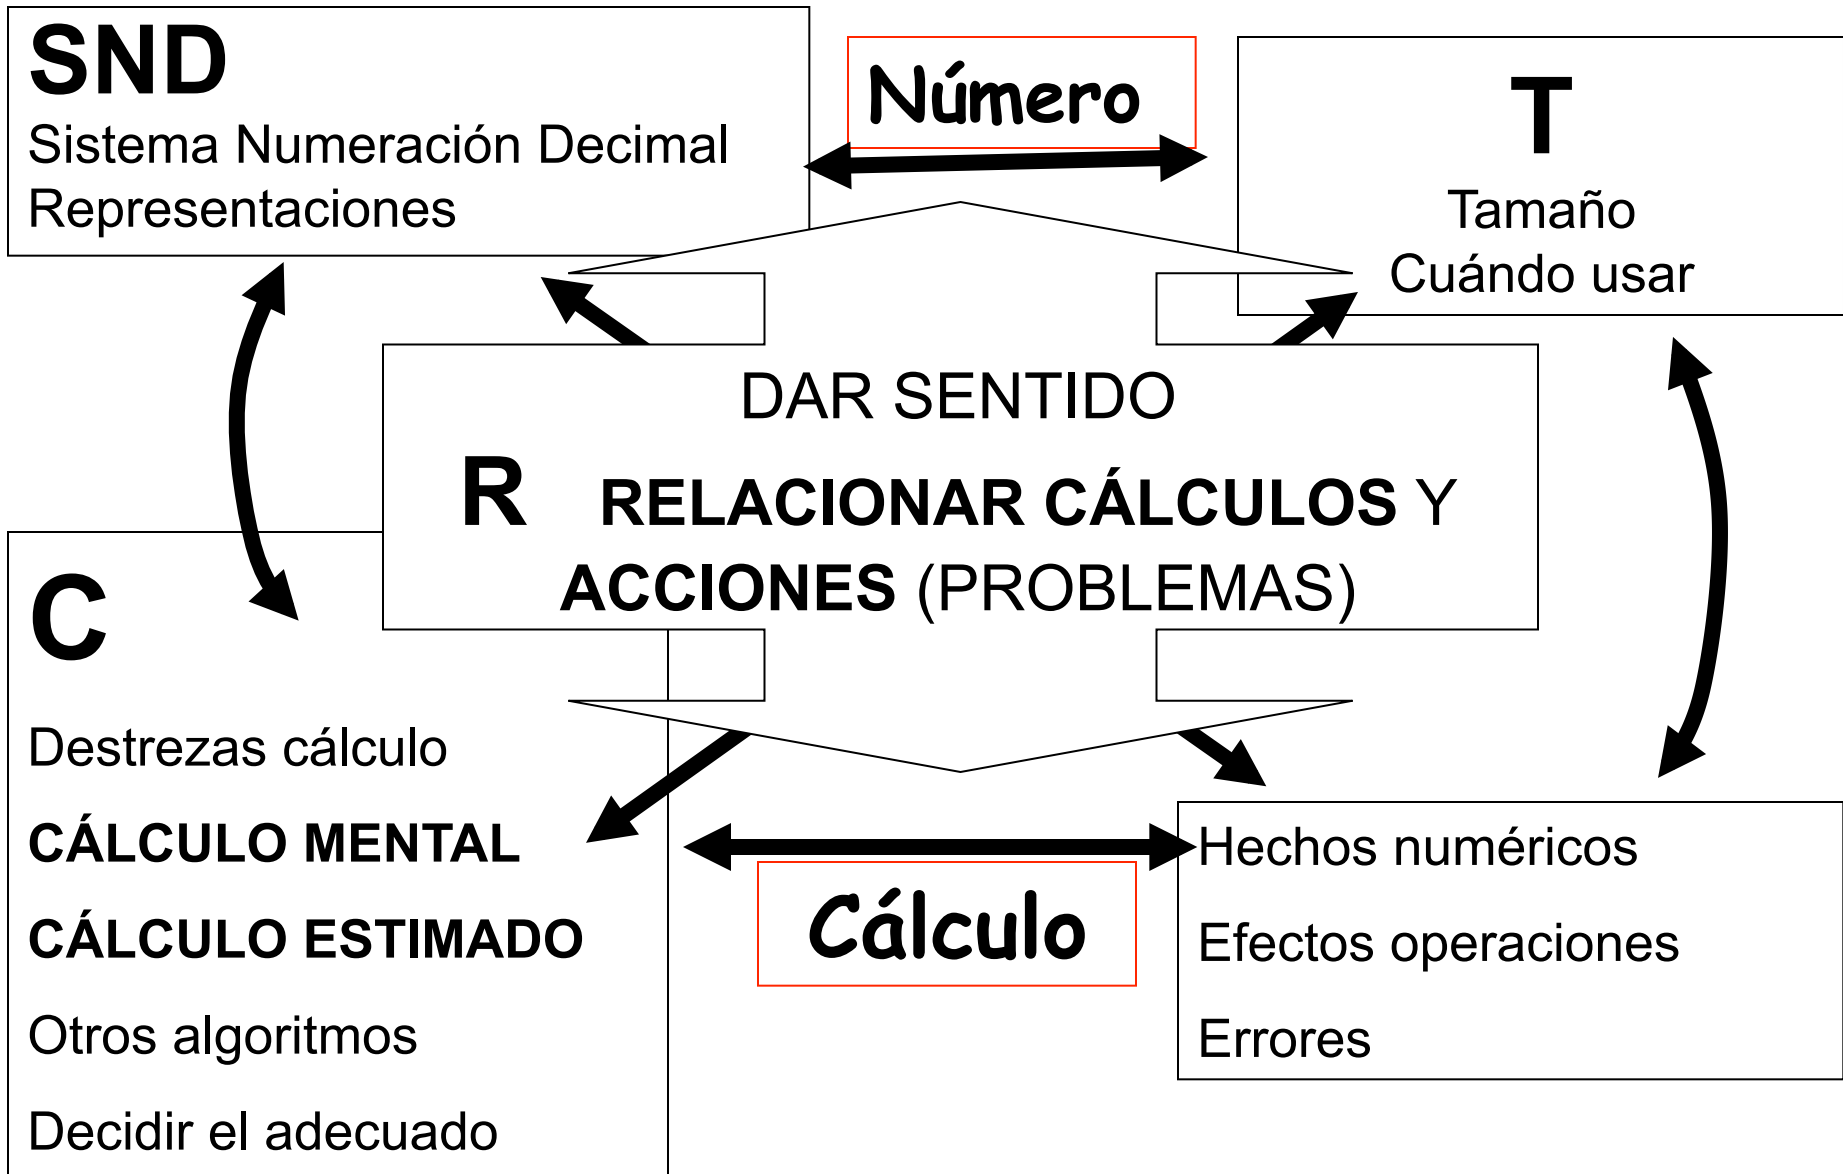 SND
Sistema Numeración Decimal
Representaciones
Número
T
Tamaño
Cuándo usar
DAR SENTIDO
R RELACIONAR CÁLCULOS Y
ACCIONES (PROBLEMAS)
C
Destrezas cálculo
CÁLCULO MENTAL
CÁLCULO ESTIMADO
Otros algoritmos
Decidir el adecuado
Cálculo
Hechos numéricos
Efectos operaciones
Errores